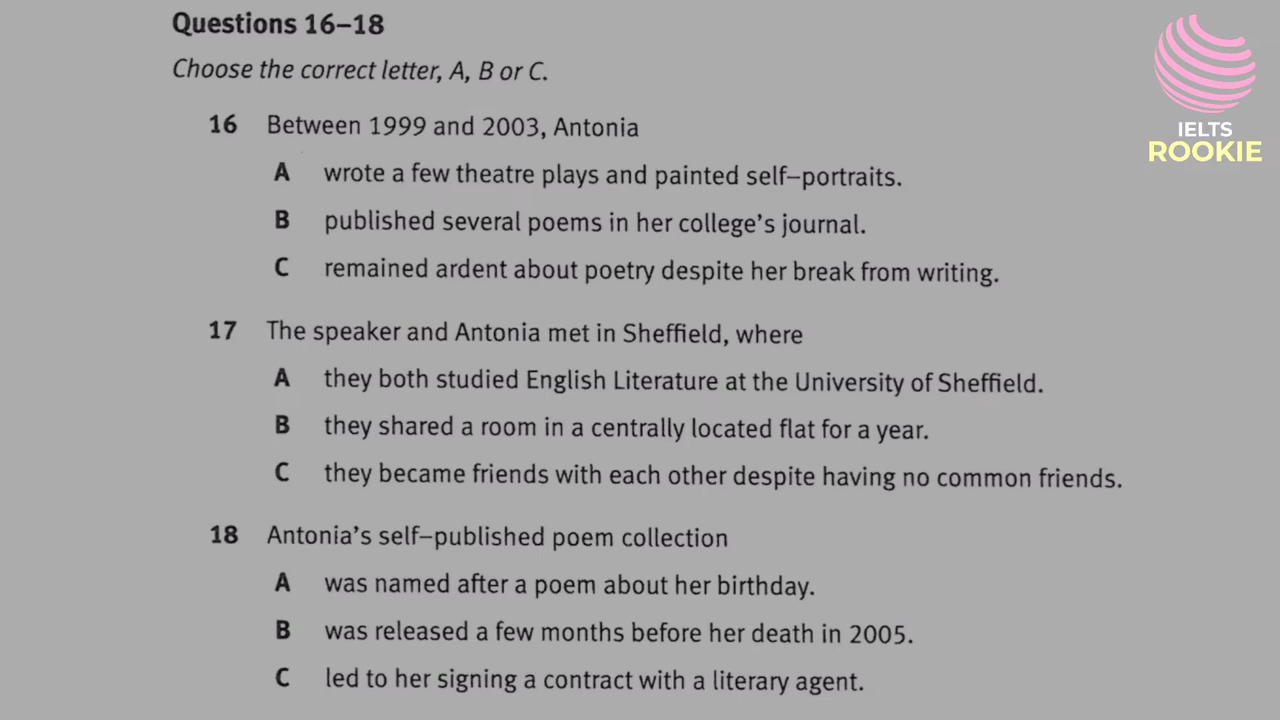 Questions 16–18
IELTS
ROOKIE
Choose the correct letter, A, B or C.
16 Between 1999 and 2003, Antonia
A wrote a few theatre plays and painted self–portraits.
B published several poems in her college's journal.
C remained ardent about poetry despite her break from writing.
17 The speaker and Antonia met in Sheffield, where
A they both studied English Literature at the University of Sheffield.
B they shared a room in a centrally located flat for a year.
C they became friends with each other despite having no common friends.
18 Antonia's self–published poem collection
A was named after a poem about her birthday.
B was released a few months before her death in 2005.
C led to her signing a contract with a literary agent.